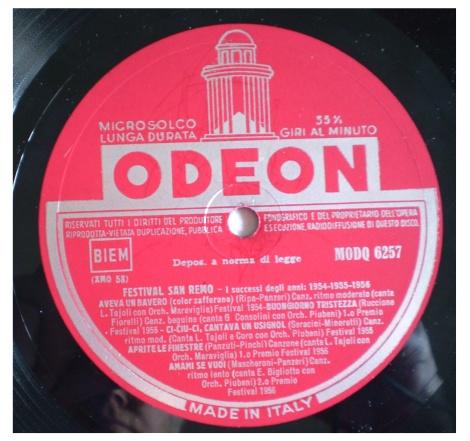 MICROSOLCO
LUNGA DURATA
33 ⅓
GIRI AL MINUTO
ODEON
RISERVATI TUTTI I DIRITTI DEL PRODUTTORE FONOGRAFICO E DEL PROPRIETARIO DELL'OPERA
RIPRODOTTA-VIETATA DUPLICAZIONE, PUBBLICA ESECUZIONE, RADIODIFFUSIONE DI QUESTO DISCO.
BIEM
Depos. a norma di legge
MODQ 6257
(XMO 58)
FESTIVAL SAN REMO - I successi degli anni: 1954-1955-1956
AVEVA UN BAVERO (color zafferano) (Ripa-Panzeri) Canz. ritmo moderato (canta
L. Tajoli con Orch. Maraviglia) Festival 1954-BUONGIORNO TRISTEZZA (Ruccione
Fiorelli) Canz. beguine (canta G. Consolini con Orch. Piubeni) 1.o Premio
Festival 1955 - CI-CIU-CI, CANTAVA UN USIGNOL (Seracini-Minoretti) Canz.
ritmo mod. (Canta L. Tajoli e Coro con Orch. Piubeni) Festival 1955
APRITE LE FINESTRE (Panzuti-Pinchi) Canzone (canta L. Tajoli con
Orch. Maraviglia) 1.o Premio Festival 1956
AMAMI SE VUOI (Mascheroni-Panzeri) Canz.
ritmo lento (canta E. Bigliotto con
Orch. Piubeni) 2.o Premio
Festival 1956
MADE IN ITALY